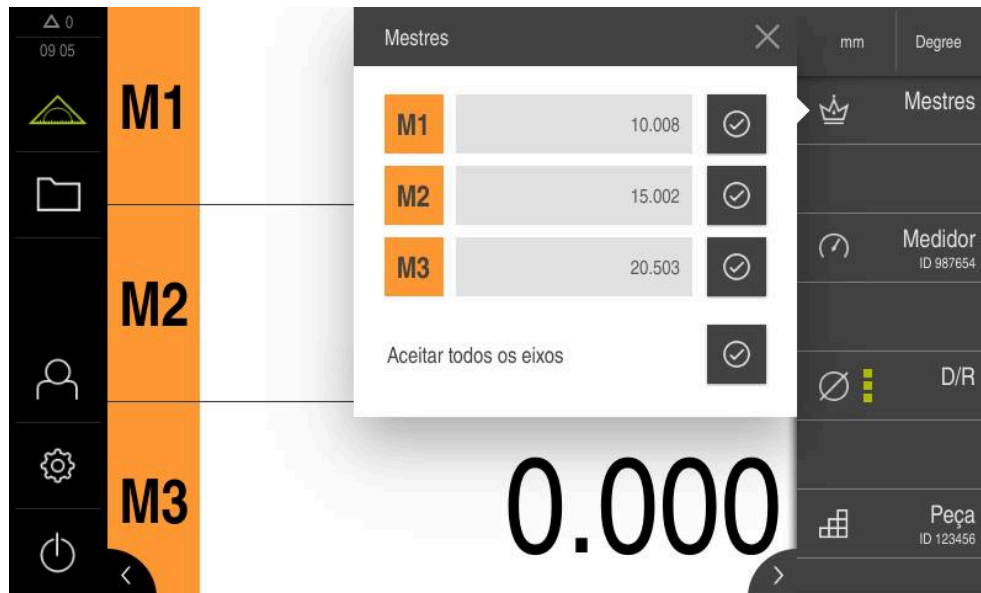 0
09 05
M1
M2
M3
0.000
Mestres
M1
10.008
M2
15.002
M3
20.503
Aceitar todos os eixos
mm
Degree
Mestres
Medidor
ID 987654
D/R
Peça
ID 123456